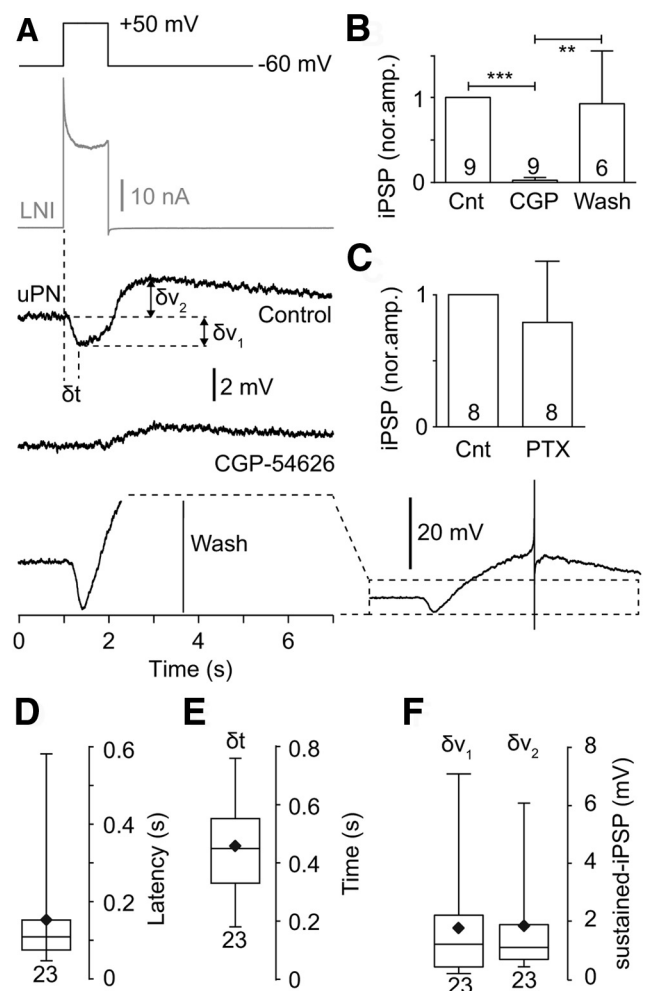 A
+50 mV
-60 mV
10 nA
LNI
uPN
δv2
Control
δv1
δt
2 mV
CGP-54626
Wash
0 2 4 6
Time (s)
20 mV
B
iPSP (nor.amp.)
1
0
***
**
9 9 6
Cnt CGP Wash
C
iPSP (nor.amp.)
1
0
8 8
Cnt PTX
D
0.6
0.4
0.2
0
Latency (s)
23
E
δt
0.8
0.6
0.4
0.2
0
Time (s)
23
F
δv1 δv2
8
6
4
2
0
sustained-iPSP (mV)
23 23